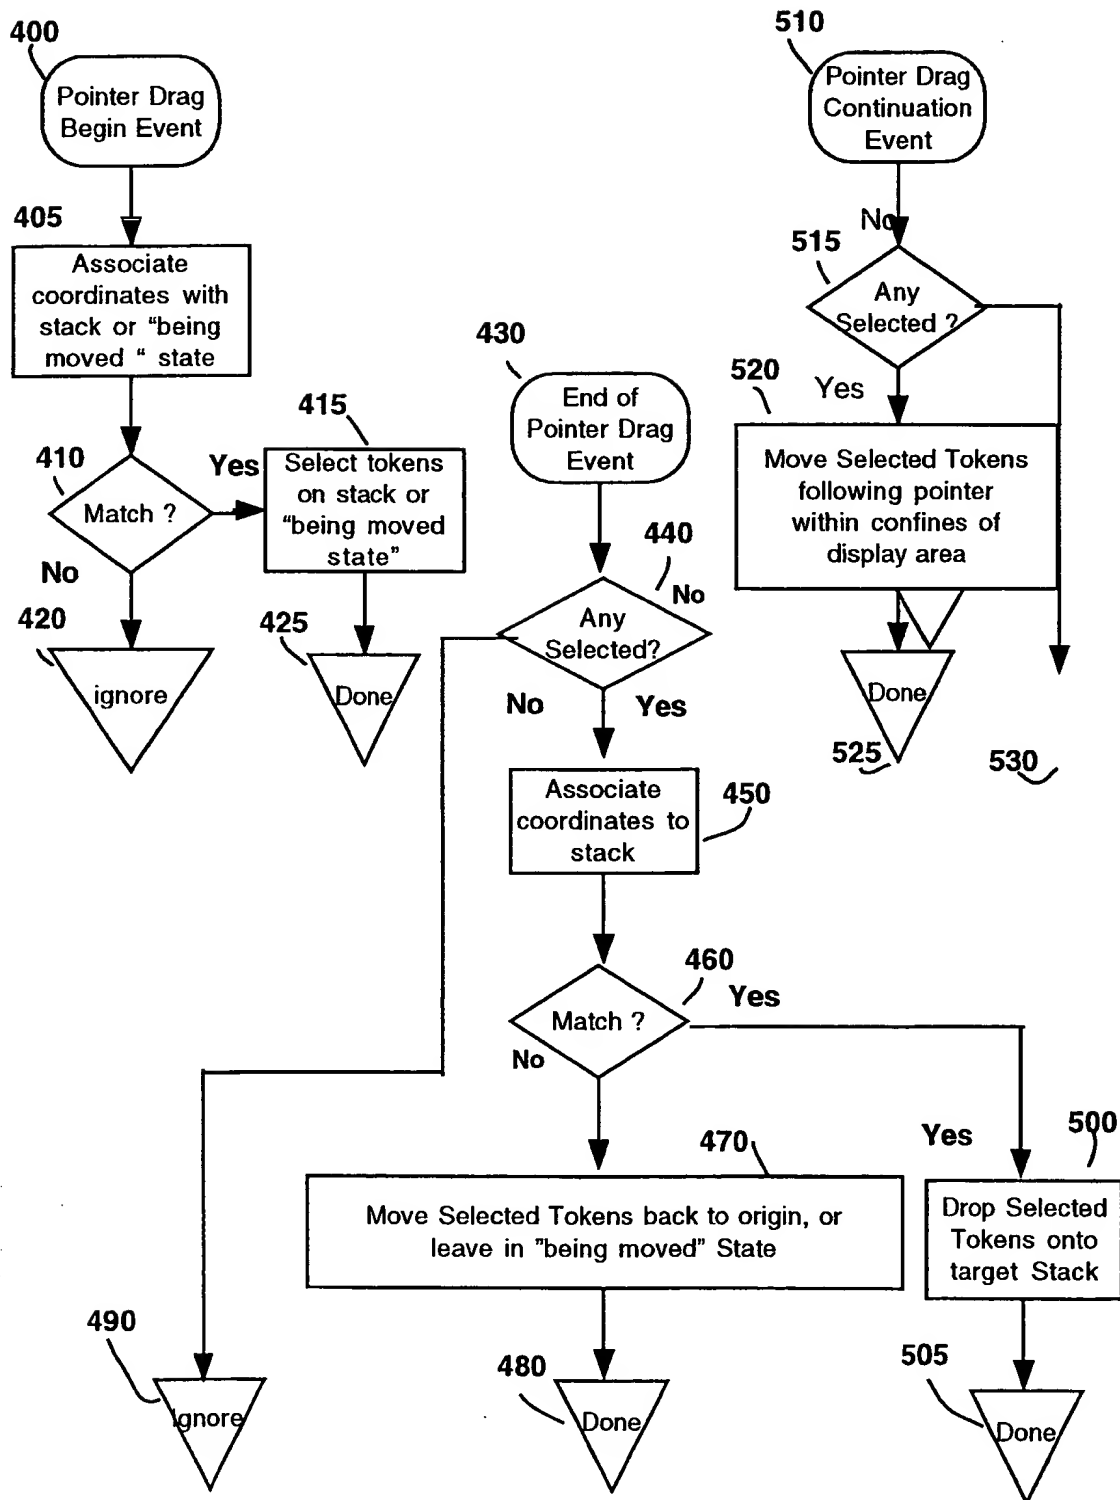 400
Pointer Drag
Begin Event
405
Associate
coordinates with
stack or “being
moved “ state
410
Match ?
Yes
No
415
Select tokens
on stack or
“being moved
state”
420
ignore
425
Done
430
End of
Pointer Drag
Event
440
No
Any
Selected?
No
Yes
Associate
coordinates to
stack
450
460
Match ?
Yes
No
470
Move Selected Tokens back to origin, or
leave in ”being moved” State
480
Done
490
Ignore
Yes
500
Drop Selected
Tokens onto
target Stack
505
Done
510
Pointer Drag
Continuation
Event
No
515
Any
Selected ?
Yes
520
Move Selected Tokens
following pointer
within confines of
display area
Done
525
530